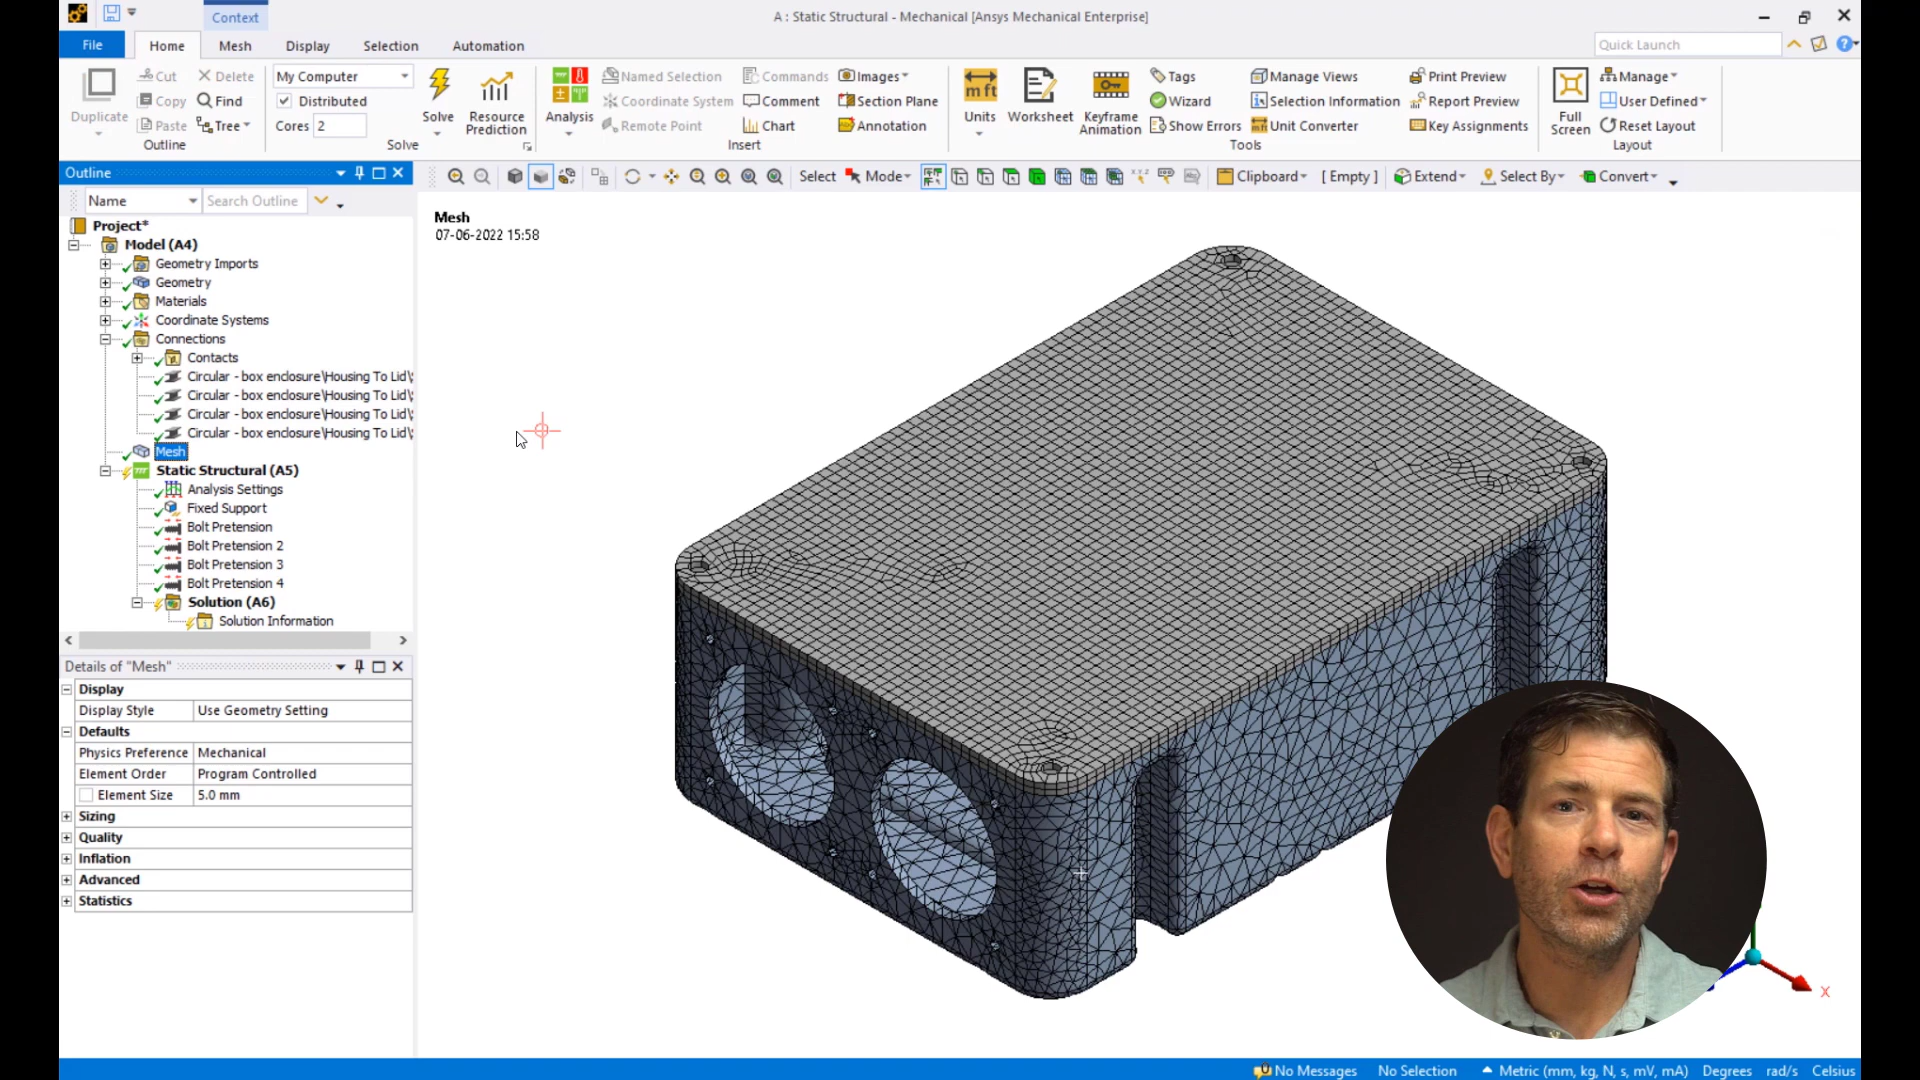 Context
A : Static Structural - Mechanical [Ansys Mechanical Enterprise]
File Home Mesh Display Selection Automation
Quick Launch
Duplicate
Cut
Copy
Paste
Delete
Find
Tree
Outline
My Computer
Distributed
Cores 2
Solve
Resource Prediction
Solve
Analysis
Named Selection
Coordinate System
Remote Point
Commands
Comment
Chart
Images
Section Plane
Annotation
Insert
Units
Worksheet
Keyframe Animation
Tags
Wizard
Show Errors
Manage Views
Selection Information
Unit Converter
Print Preview
Report Preview
Key Assignments
Tools
Full Screen
Manage
User Defined
Reset Layout
Layout
Outline
Name Search Outline
Select Mode Clipboard [ Empty ] Extend Select By Convert
Project*
Model (A4)
Geometry Imports
Geometry
Materials
Coordinate Systems
Connections
Contacts
Circular - box enclosure\Housing To Lid\
Circular - box enclosure\Housing To Lid\
Circular - box enclosure\Housing To Lid\
Circular - box enclosure\Housing To Lid\
Mesh
Static Structural (A5)
Analysis Settings
Fixed Support
Bolt Pretension
Bolt Pretension 2
Bolt Pretension 3
Bolt Pretension 4
Solution (A6)
Solution Information
Details of "Mesh"
Display
Display Style Use Geometry Setting
Defaults
Physics Preference Mechanical
Element Order Program Controlled
Element Size 5.0 mm
Sizing
Quality
Inflation
Advanced
Statistics
Mesh
07-06-2022 15:58
X
No Messages No Selection Metric (mm, kg, N, s, mV, mA) Degrees rad/s Celsius